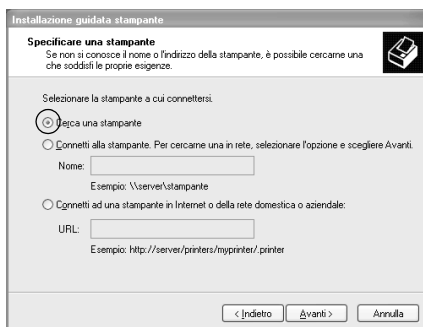 Installazione guidata stampante
Specificare una stampante
Se non si conosce il nome o l'indirizzo della stampante, è possibile cercarne una
che soddisfi le proprie esigenze.
Selezionare la stampante a cui connettersi.
Cerca una stampante
Connetti alla stampante. Per cercarne una in rete, selezionare l'opzione e scegliere Avanti.
Nome:
Esempio: \\server\stampante
Connetti ad una stampante in Internet o della rete domestica o aziendale:
URL:
Esempio: http://server/printers/myprinter/.printer
< Indietro Avanti > Annulla